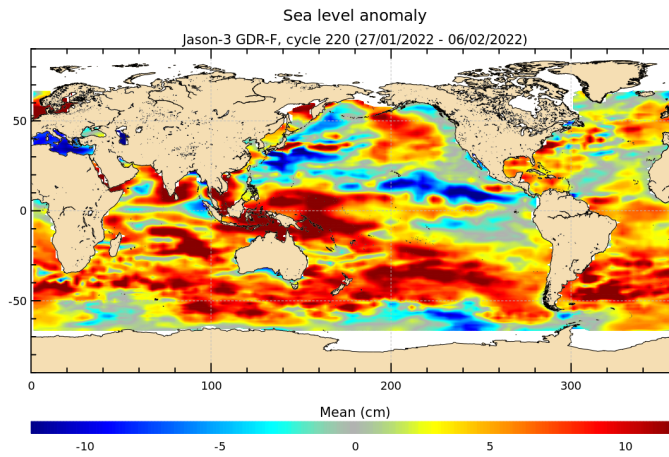 Sea level anomaly
Jason-3 GDR-F, cycle 220 (27/01/2022 - 06/02/2022)
50
0
-50
0 100 200 300
Mean (cm)
-10 -5 0 5 10